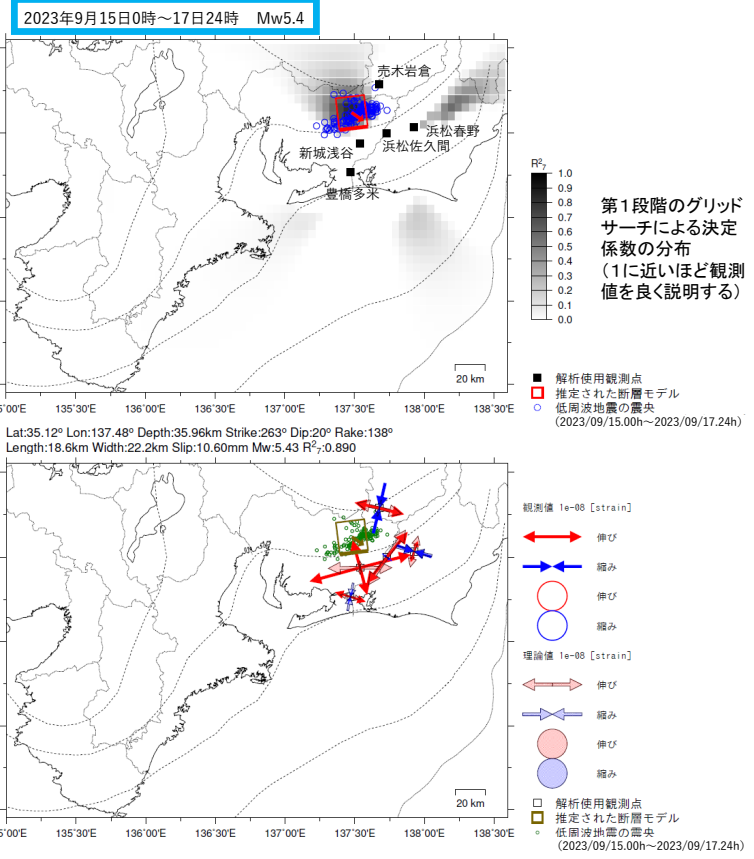 2023年9月15日0時～17日24時　Mw5.4
売木岩倉
浜松春野
浜松佐久間
新城浅谷
豊橋多米
R²₇
1.0
0.9
0.8
0.7
0.6
0.5
0.4
0.3
0.2
0.1
0.0
第１段階のグリッド
サーチによる決定
係数の分布
（１に近いほど観測
値を良く説明する）
20 km
解析使用観測点
推定された断層モデル
低周波地震の震央
(2023/09/15.00h～2023/09/17.24h)
5°00'E 135°30'E 136°00'E 136°30'E 137°00'E 137°30'E 138°00'E 138°30'E
Lat:35.12° Lon:137.48° Depth:35.96km Strike:263° Dip:20° Rake:138°
Length:18.6km Width:22.2km Slip:10.60mm Mw:5.43 R²₇:0.890
観測値 1e-08 [strain]
伸び
縮み
伸び
縮み
理論値 1e-08 [strain]
伸び
縮み
伸び
縮み
20 km
解析使用観測点
推定された断層モデル
低周波地震の震央
(2023/09/15.00h～2023/09/17.24h)
5°00'E 135°30'E 136°00'E 136°30'E 137°00'E 137°30'E 138°00'E 138°30'E